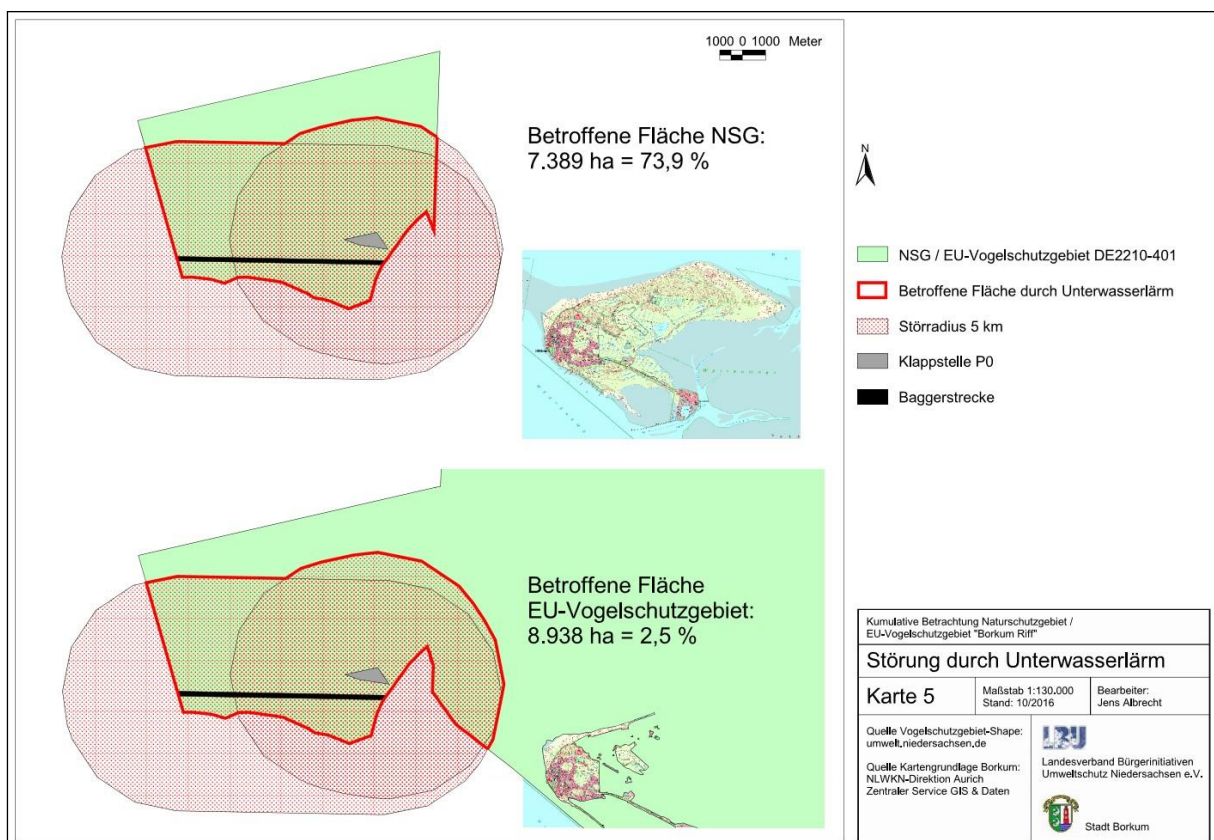 1000 0 1000 Meter
Betroffene Fläche NSG:
7.389 ha = 73,9 %
N
NSG / EU-Vogelschutzgebiet DE2210-401
Betroffene Fläche durch Unterwasserlärm
Störradius 5 km
Klappstelle P0
Baggerstrecke
Betroffene Fläche
EU-Vogelschutzgebiet:
8.938 ha = 2,5 %
Kumulative Betrachtung Naturschutzgebiet /
EU-Vogelschutzgebiet "Borkum Riff"
Störung durch Unterwasserlärm
Karte 5
Maßstab 1:130.000
Stand: 10/2016
Bearbeiter:
Jens Albrecht
Quelle Vogelschutzgebiet-Shape:
umwelt.niedersachsen.de
Quelle Kartengrundlage Borkum:
NLWKN-Direktion Aurich
Zentraler Service GIS & Daten
LBU
Landesverband Bürgerinitiativen
Umweltschutz Niedersachsen e.V.
Stadt Borkum